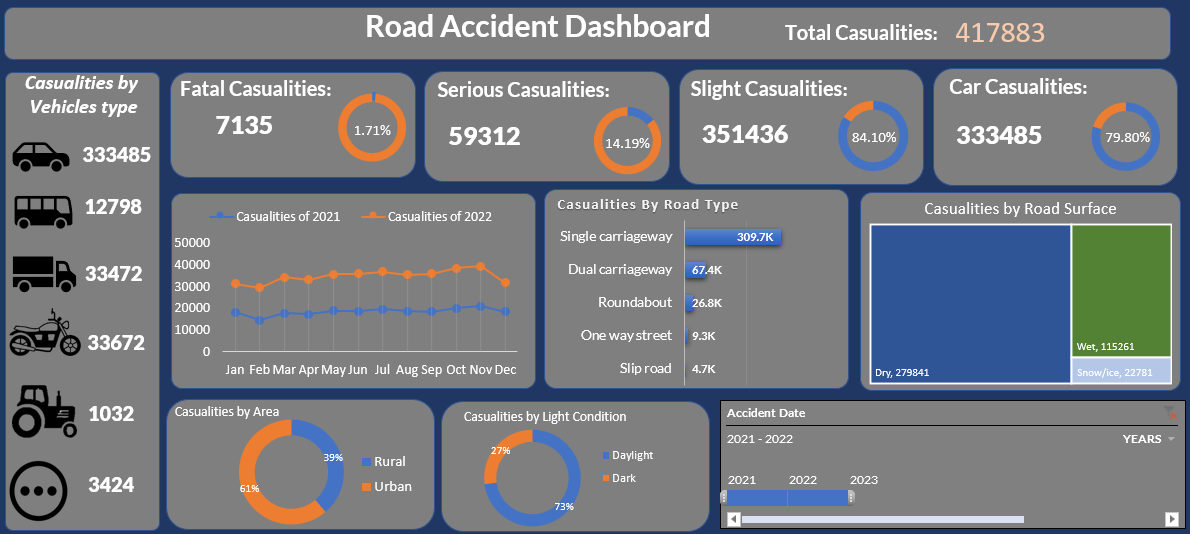 Road Accident Dashboard
Total Casualities: 417883
Casualities by
Vehicles type
333485
12798
33472
33672
1032
3424
Fatal Casualities:
7135
1.71%
Serious Casualities:
59312
14.19%
Slight Casualities:
351436
84.10%
Car Casualities:
333485
79.80%
Casualities of 2021 Casualities of 2022
50000
40000
30000
20000
10000
0
Jan Feb Mar Apr May Jun Jul Aug Sep Oct Nov Dec
Casualities By Road Type
Single carriageway 309.7K
Dual carriageway 67.4K
Roundabout 26.8K
One way street 9.3K
Slip road 4.7K
Casualities by Road Surface
Dry, 279841
Wet, 115261
Snow/ice, 22781
Casualities by Area
39%
61%
Rural
Urban
Casualities by Light Condition
27%
73%
Daylight
Dark
Accident Date
2021 - 2022 YEARS
2021 2022 2023